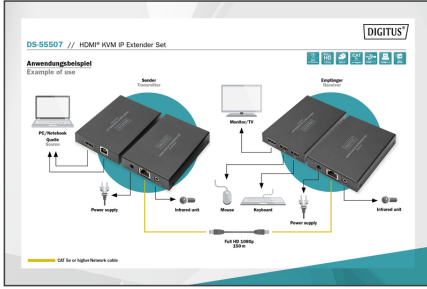 DIGITUS®
DS-55507 // HDMI® KVM IP Extender Set
Anwendungsbeispiel
Example of use
Sender
Transmitter
Empfänger
Receiver
PC/Notebook
Quelle
Source
Monitor/TV
Power supply
Infrared unit
Mouse
Keyboard
Power supply
Infrared unit
Full HD 1080p
150 m
CAT 5e or higher Network cable